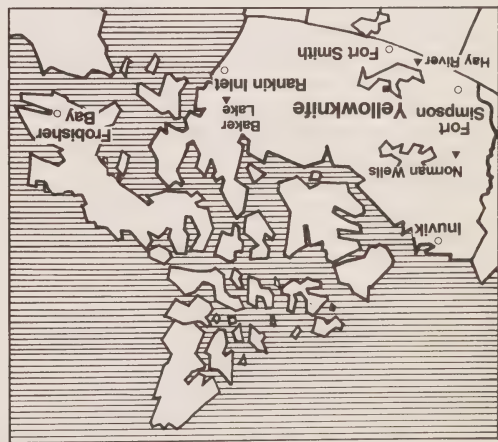 Inuvik
Norman Wells
Fort
Simpson
Yellowknife
Hay River
Fort Smith
Baker
Lake
Rankin Inlet
Frobisher
Bay